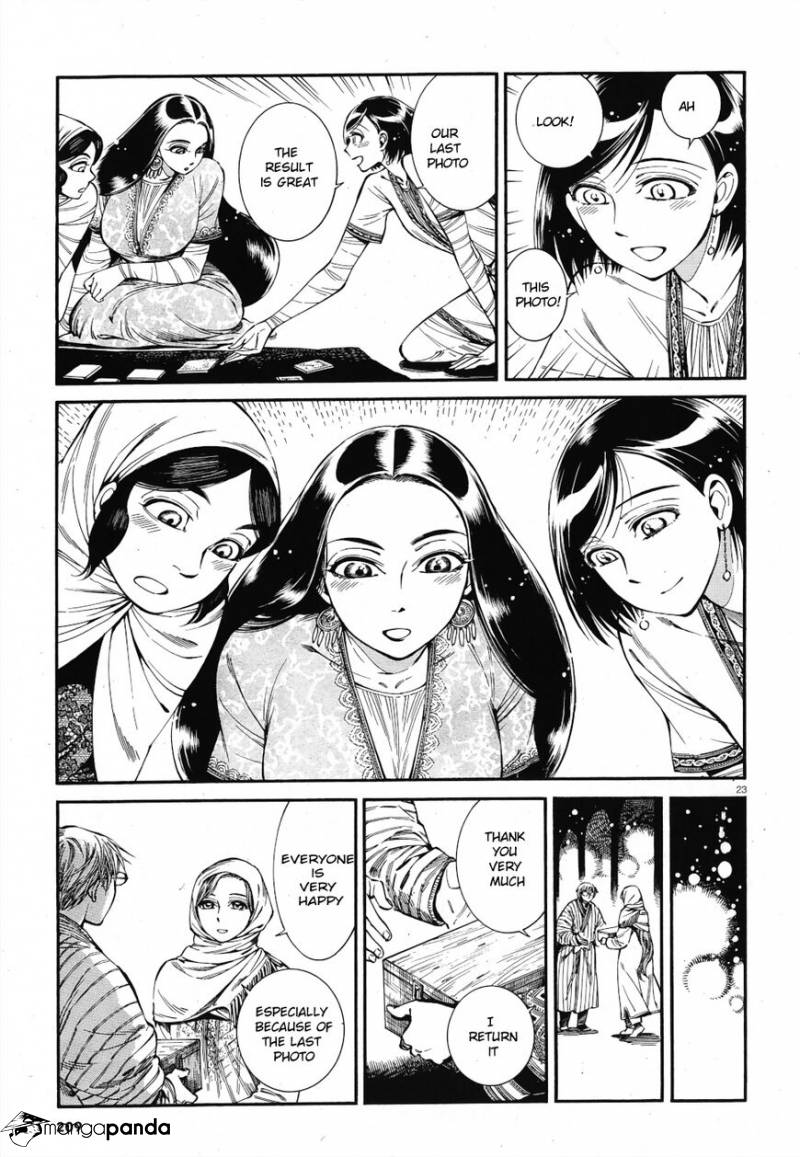 AH
LOOK!
THIS
PHOTO!
OUR
LAST
PHOTO
THE
RESULT
IS GREAT
23
THANK
YOU
VERY
MUCH
I
RETURN
IT
EVERYONE
IS
VERY
HAPPY
ESPECIALLY
BECAUSE OF
THE LAST
PHOTO
209
mangapanda